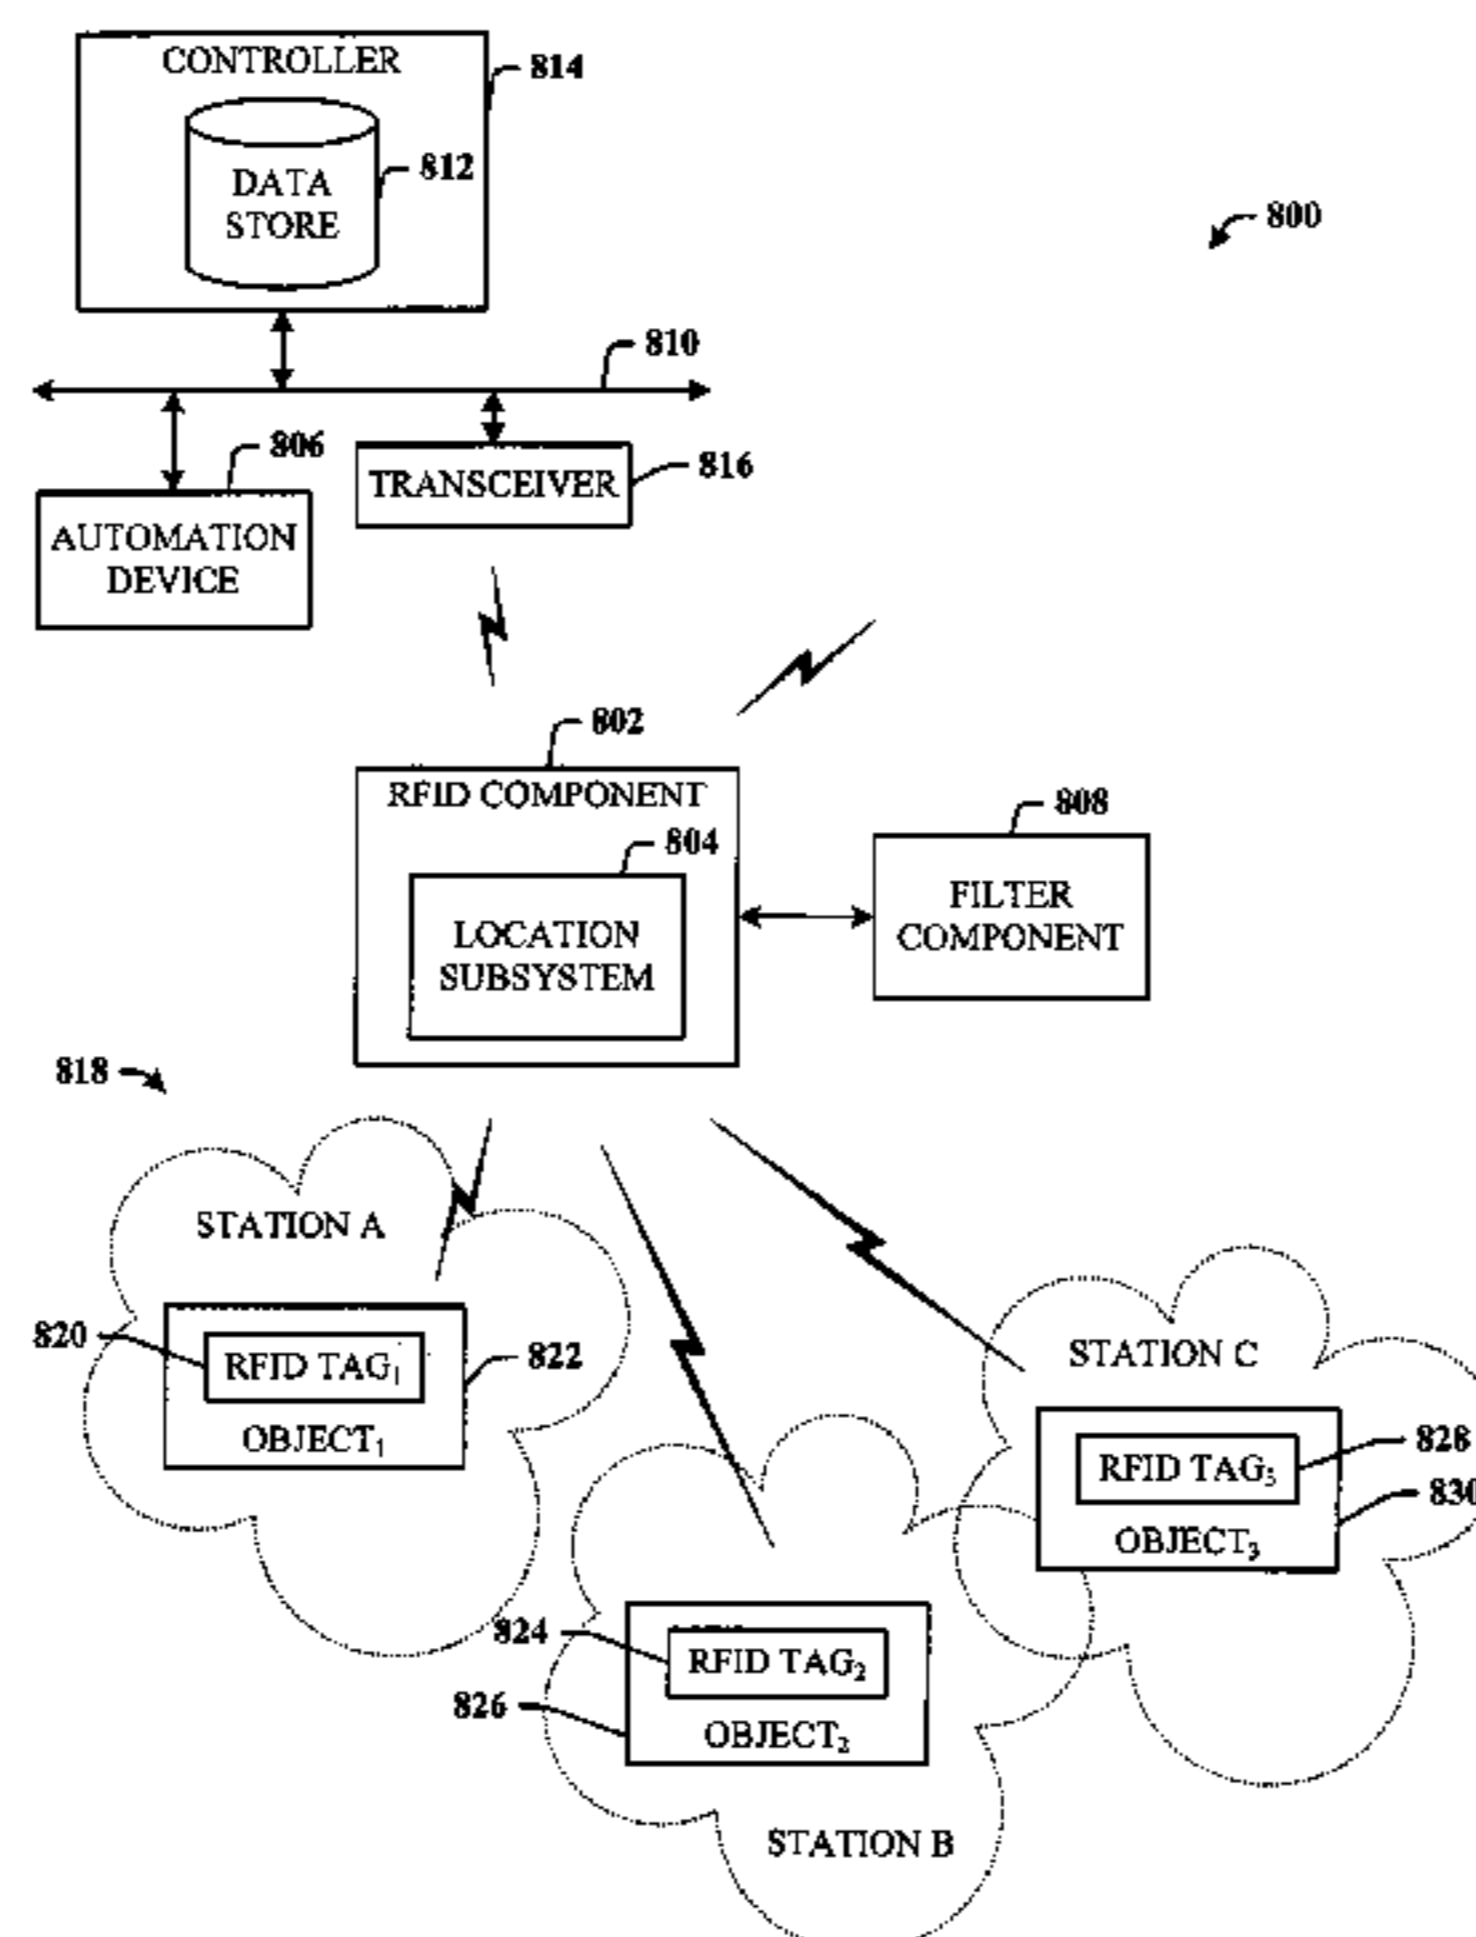 CONTROLLER
814
DATA
STORE
812
800
810
806
TRANSCEIVER
816
AUTOMATION
DEVICE
802
RFID COMPONENT
808
804
LOCATION
SUBSYSTEM
FILTER
COMPONENT
818
STATION A
820
RFID TAG₁
822
OBJECT₁
STATION C
828
RFID TAG₃
830
OBJECT₃
824
RFID TAG₂
826
OBJECT₂
STATION B